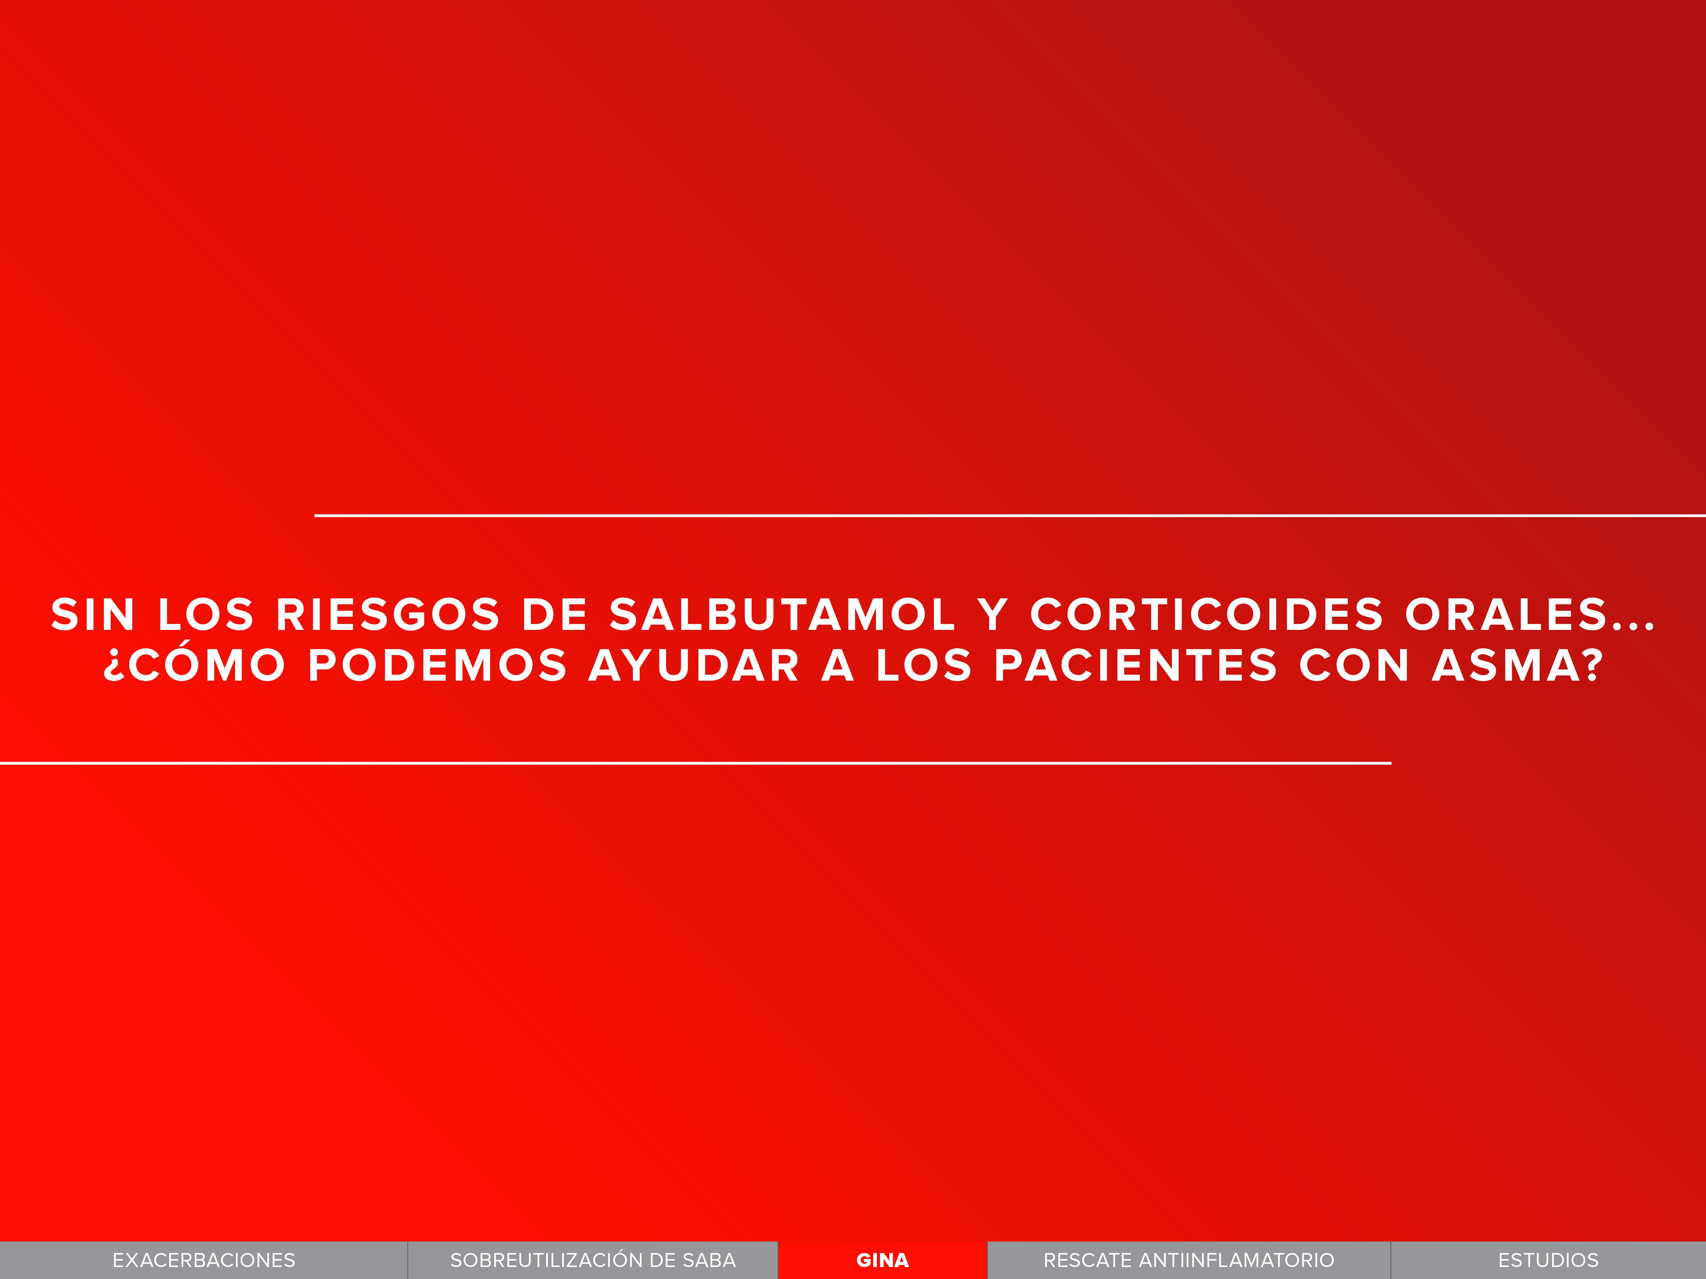 SIN LOS RIESGOS DE SALBUTAMOL Y CORTICOIDES ORALES...
¿CÓMO PODEMOS AYUDAR A LOS PACIENTES CON ASMA?
EXACERBACIONES
SOBREUTILIZACIÓN DE SABA
GINA
RESCATE ANTIINFLAMATORIO
ESTUDIOS